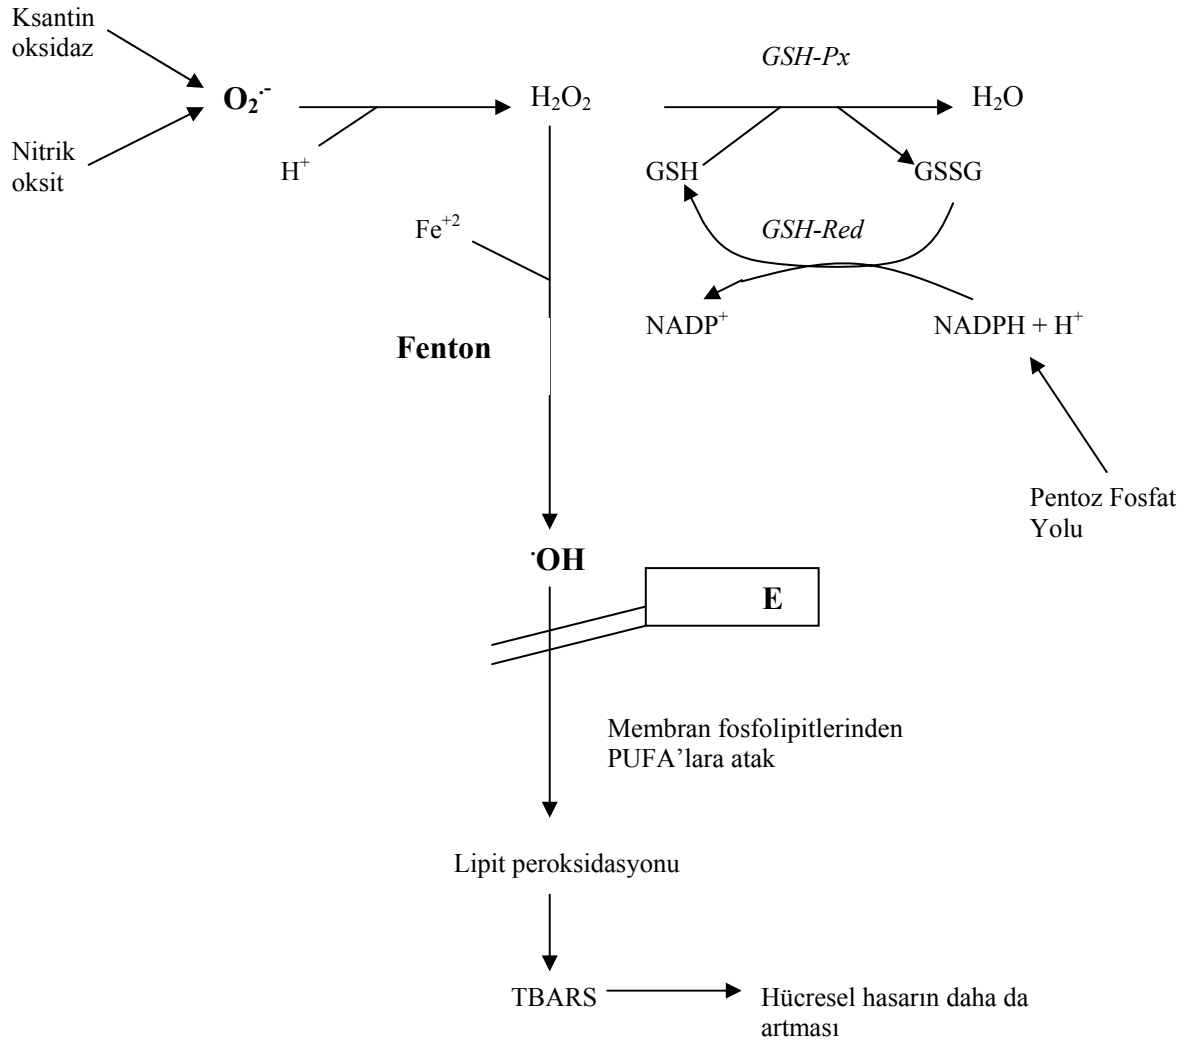 Ksantin
oksidaz
GSH-Px
O₂·⁻
H₂O₂
H₂O
Nitrik
oksit
H⁺
GSH
GSSG
Fe⁺²
GSH-Red
NADP⁺
NADPH + H⁺
Fenton
Pentoz Fosfat
Yolu
·OH
E
Membran fosfolipitlerinden
PUFA’lara atak
Lipit peroksidasyonu
TBARS
Hücresel hasarın daha da
artması